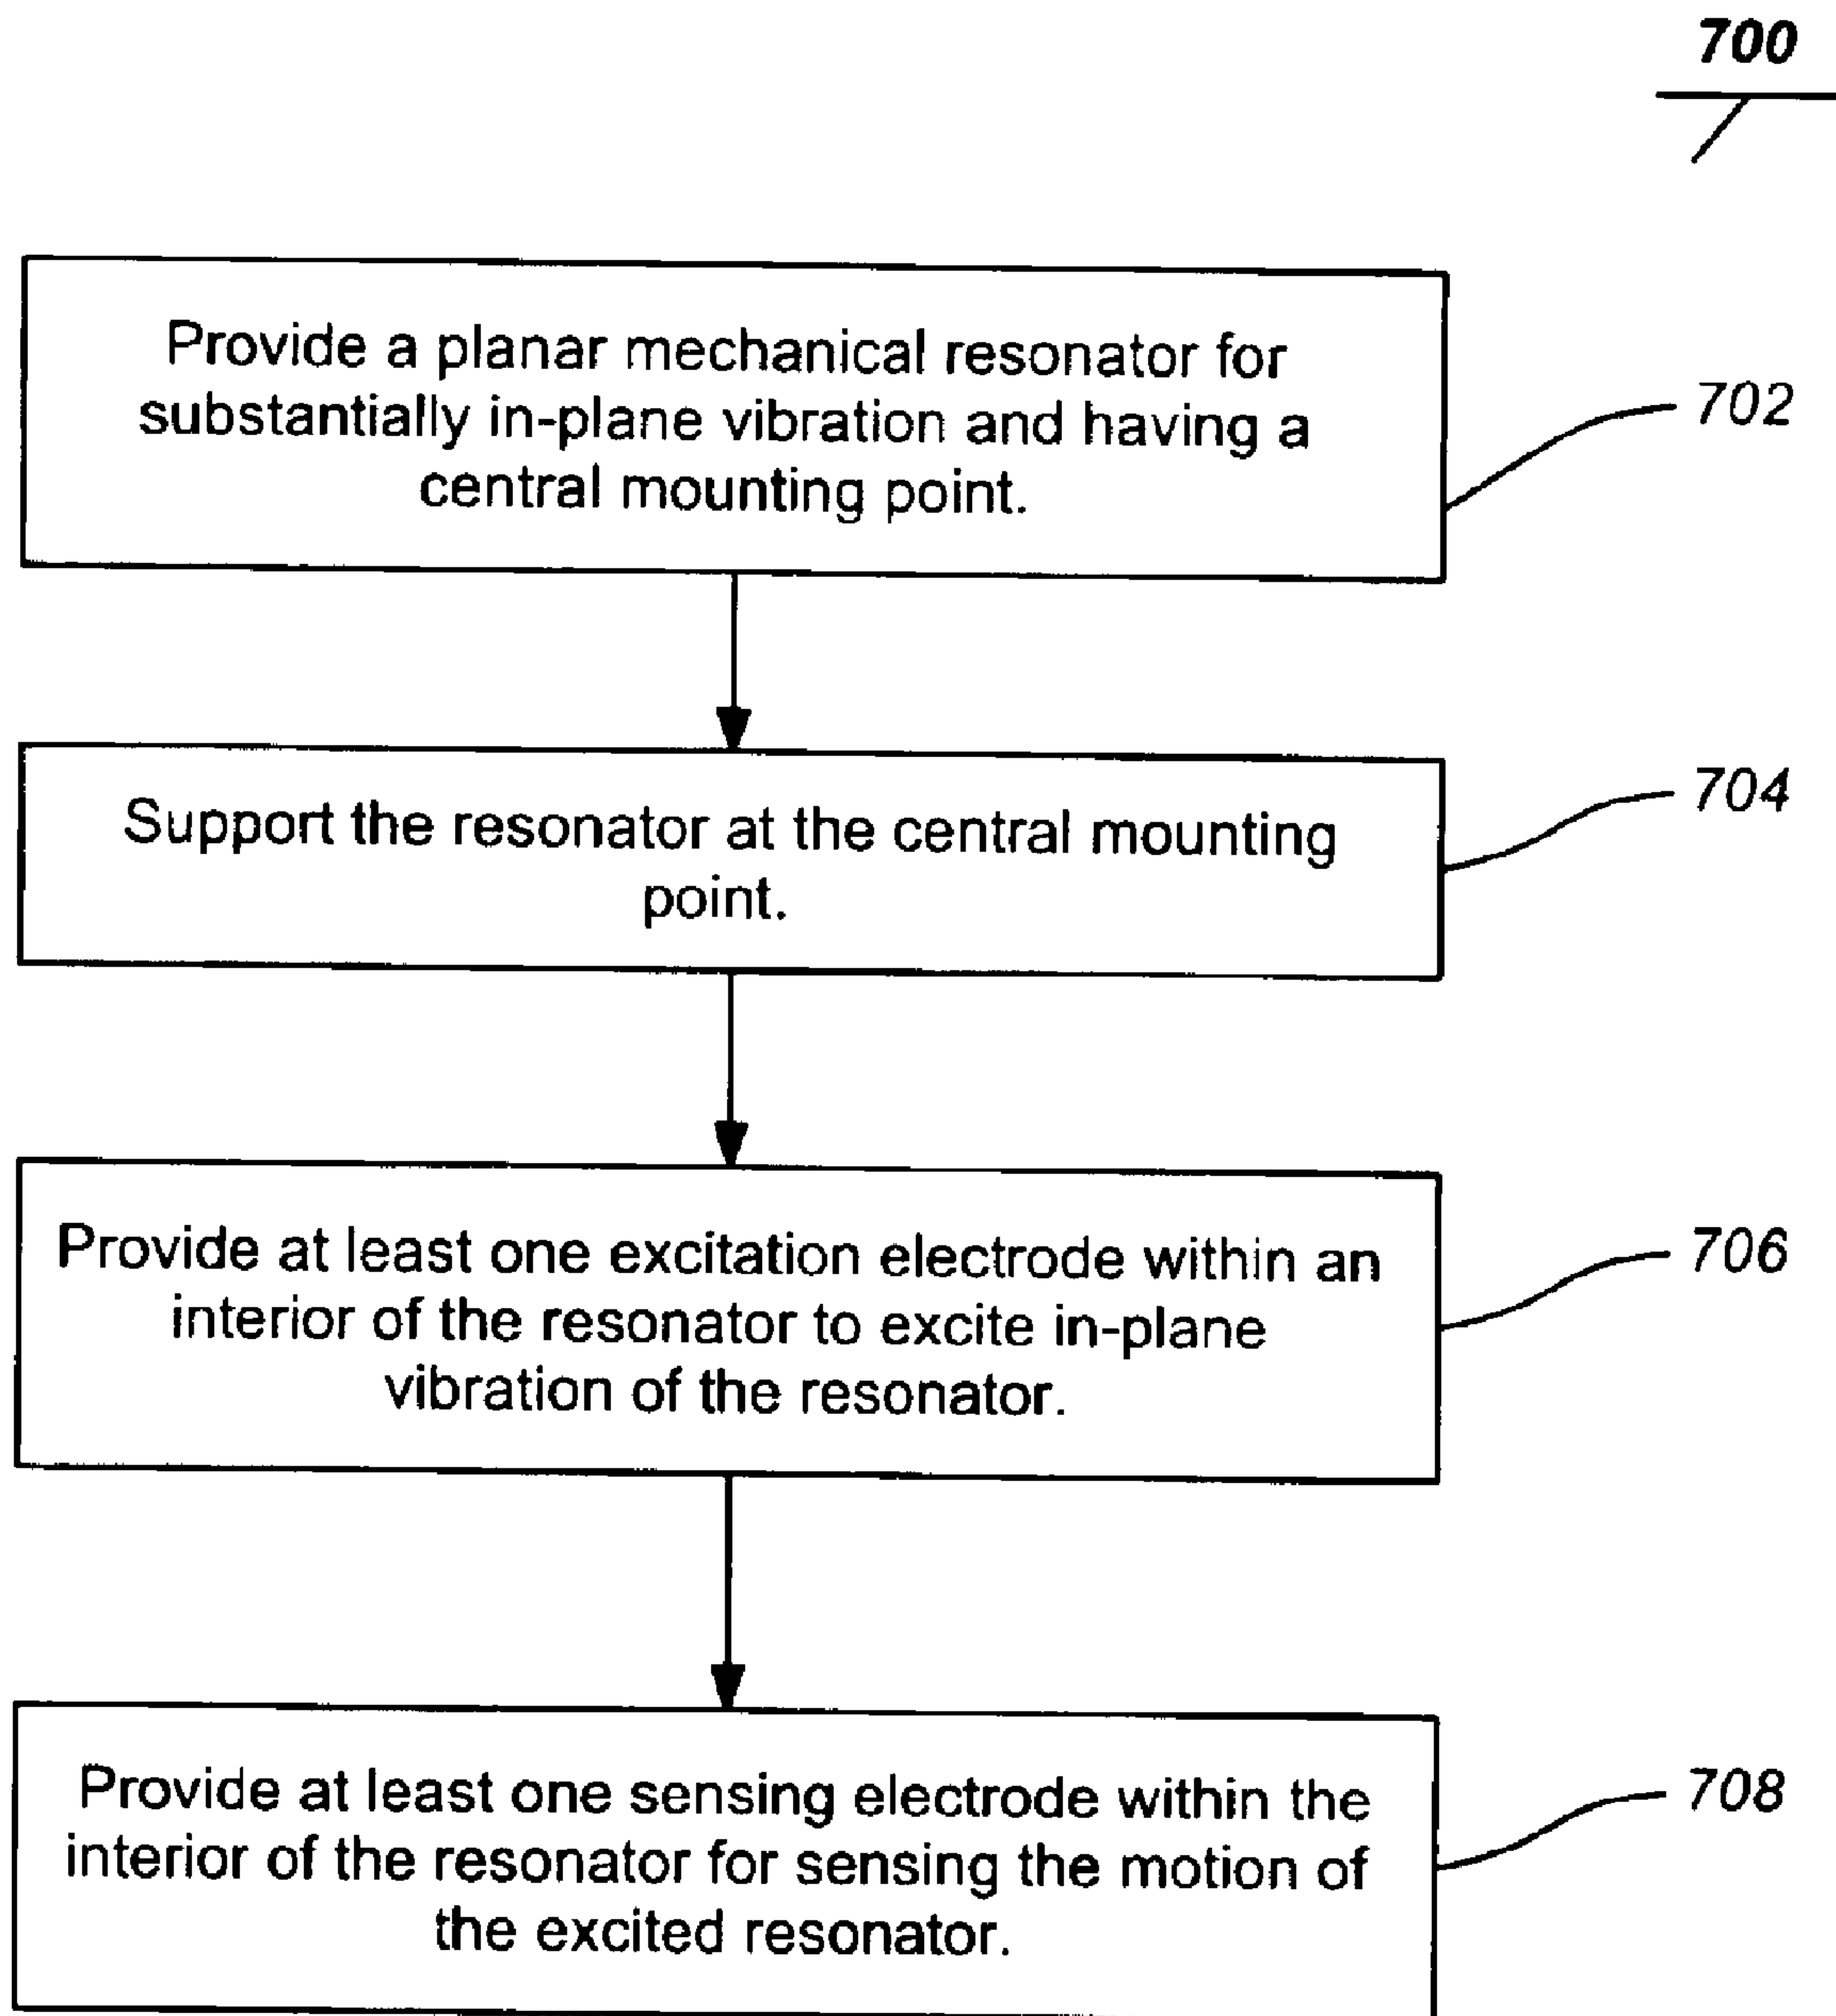 700
Provide a planar mechanical resonator for
substantially in-plane vibration and having a
central mounting point.
702
Support the resonator at the central mounting
point.
704
Provide at least one excitation electrode within an
interior of the resonator to excite in-plane
vibration of the resonator.
706
Provide at least one sensing electrode within the
interior of the resonator for sensing the motion of
the excited resonator.
708